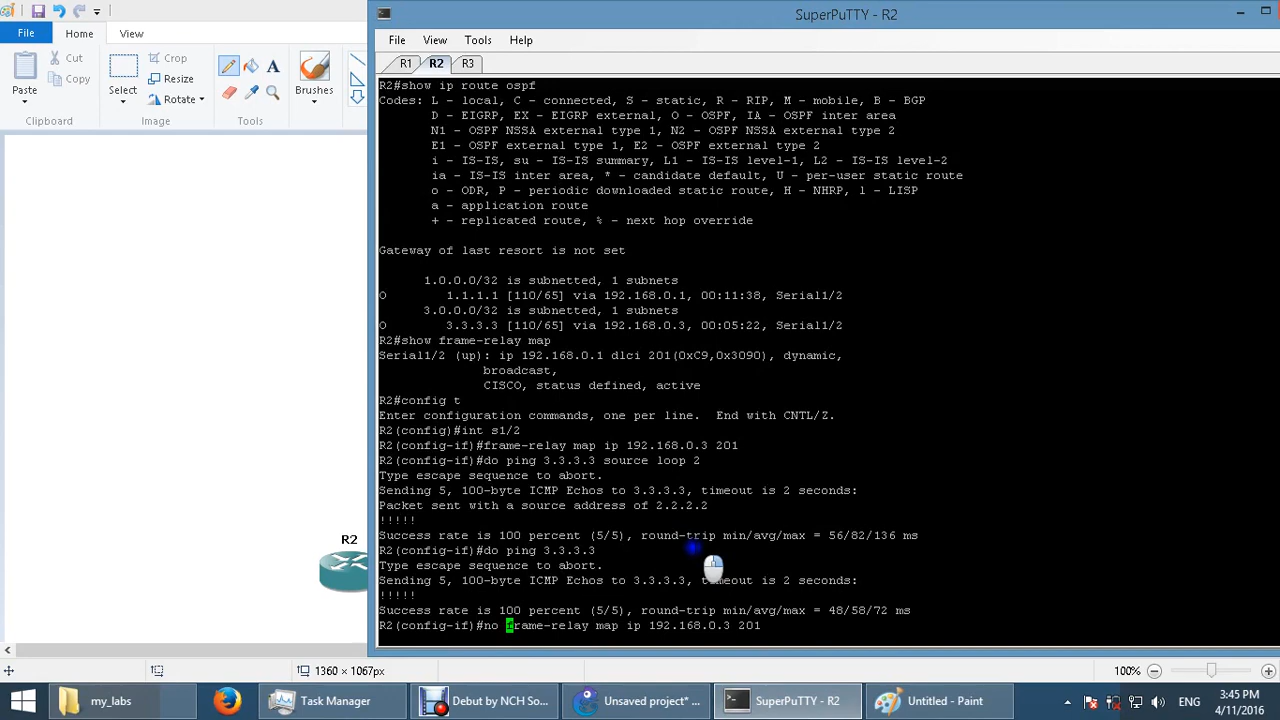 SuperPuTTY - R2
File
Home
View
Paste
Cut
Copy
Select
Crop
Resize
Rotate
Brushes
Clipboard
Image
Tools
File View Tools Help
R1 R2 R3
R2#show ip route ospf
Codes: L - local, C - connected, S - static, R - RIP, M - mobile, B - BGP
D - EIGRP, EX - EIGRP external, O - OSPF, IA - OSPF inter area
N1 - OSPF NSSA external type 1, N2 - OSPF NSSA external type 2
E1 - OSPF external type 1, E2 - OSPF external type 2
i - IS-IS, su - IS-IS summary, L1 - IS-IS level-1, L2 - IS-IS level-2
ia - IS-IS inter area, * - candidate default, U - per-user static route
o - ODR, P - periodic downloaded static route, H - NHRP, l - LISP
a - application route
+ - replicated route, % - next hop override
Gateway of last resort is not set
1.0.0.0/32 is subnetted, 1 subnets
O 1.1.1.1 [110/65] via 192.168.0.1, 00:11:38, Serial1/2
3.0.0.0/32 is subnetted, 1 subnets
O 3.3.3.3 [110/65] via 192.168.0.3, 00:05:22, Serial1/2
R2#show frame-relay map
Serial1/2 (up): ip 192.168.0.1 dlci 201(0xC9,0x3090), dynamic,
broadcast,
CISCO, status defined, active
R2#config t
Enter configuration commands, one per line. End with CNTL/Z.
R2(config)#int s1/2
R2(config-if)#frame-relay map ip 192.168.0.3 201
R2(config-if)#do ping 3.3.3.3 source loop 2
Type escape sequence to abort.
Sending 5, 100-byte ICMP Echos to 3.3.3.3, timeout is 2 seconds:
Packet sent with a source address of 2.2.2.2
!!!!!
Success rate is 100 percent (5/5), round-trip min/avg/max = 56/82/136 ms
R2(config-if)#do ping 3.3.3.3
Type escape sequence to abort.
Sending 5, 100-byte ICMP Echos to 3.3.3.3, timeout is 2 seconds:
!!!!!
Success rate is 100 percent (5/5), round-trip min/avg/max = 48/58/72 ms
R2(config-if)#no frame-relay map ip 192.168.0.3 201
R2
1360 × 1067px
100%
my_labs
Task Manager
Debut by NCH So...
Unsaved project*...
SuperPuTTY - R2
Untitled - Paint
ENG
3:45 PM
4/11/2016